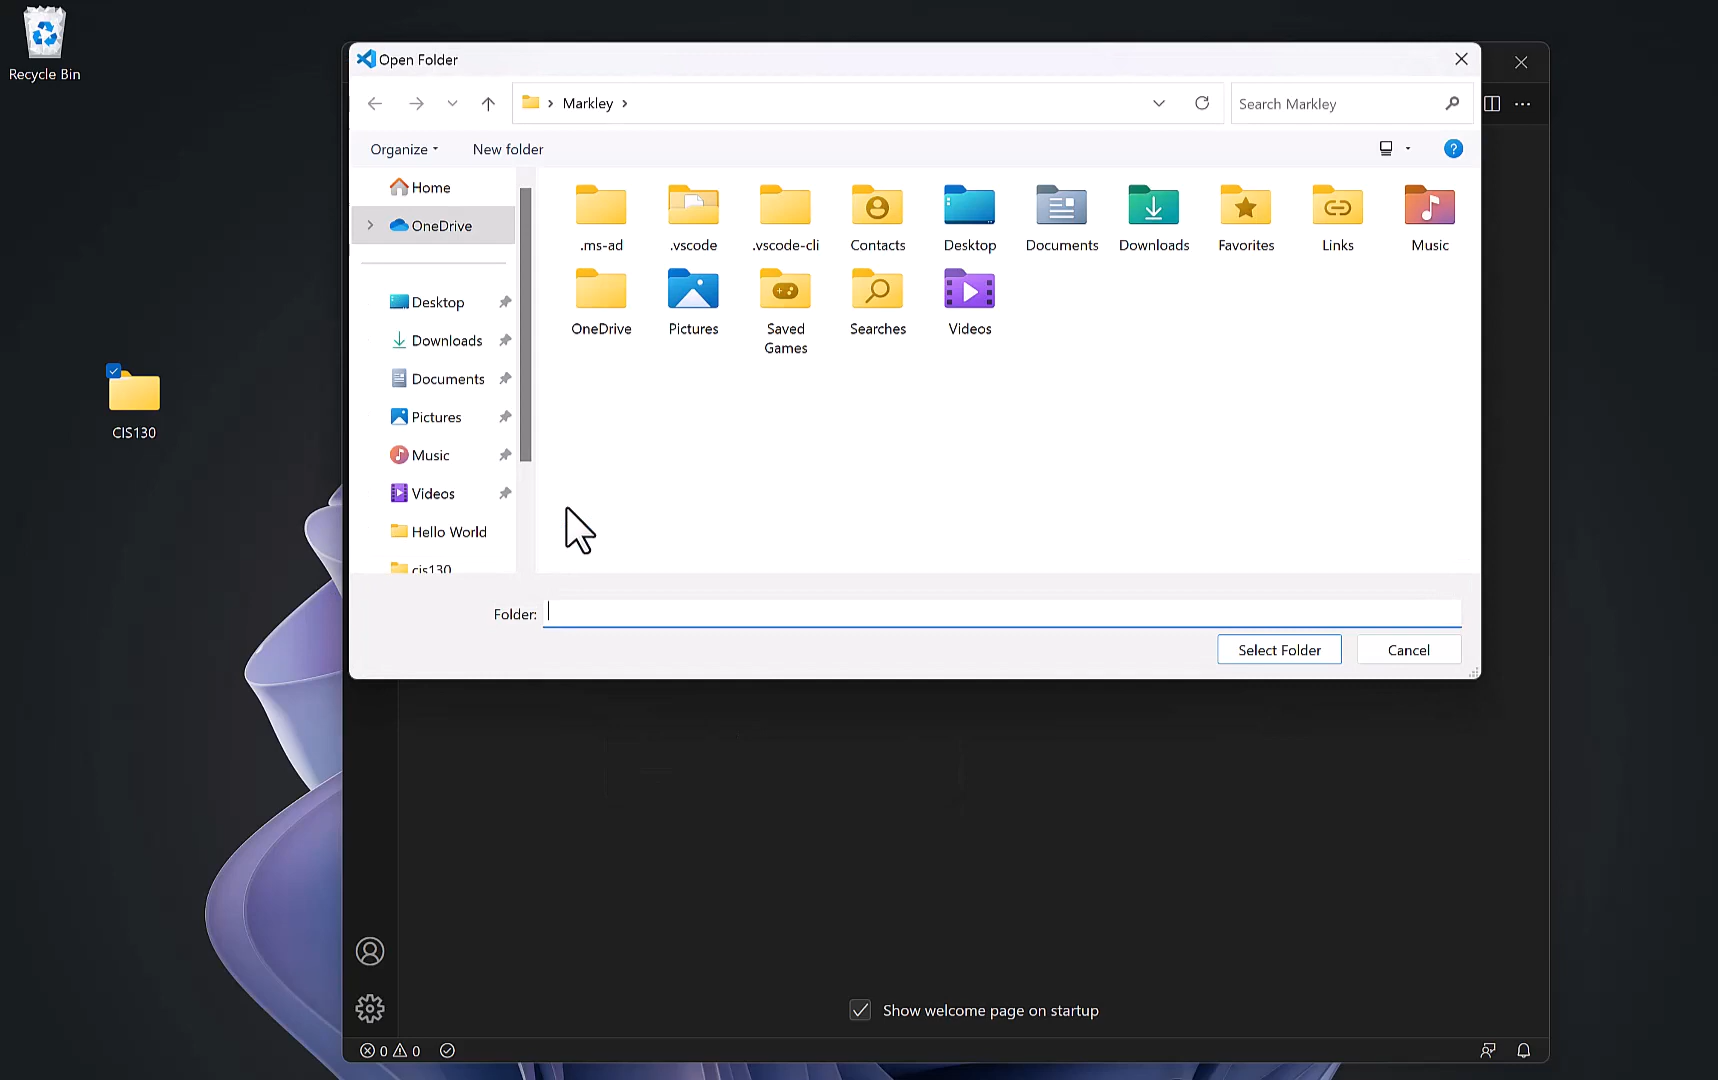 Recycle Bin
Open Folder
Markley
Search Markley
Organize
New folder
Home
OneDrive
Desktop
Downloads
Documents
Pictures
Music
Videos
Hello World
cis130
.ms-ad
.vscode
.vscode-cli
Contacts
Desktop
Documents
Downloads
Favorites
Links
Music
OneDrive
Pictures
Saved
Games
Searches
Videos
CIS130
Folder:
Select Folder
Cancel
Show welcome page on startup
0 0